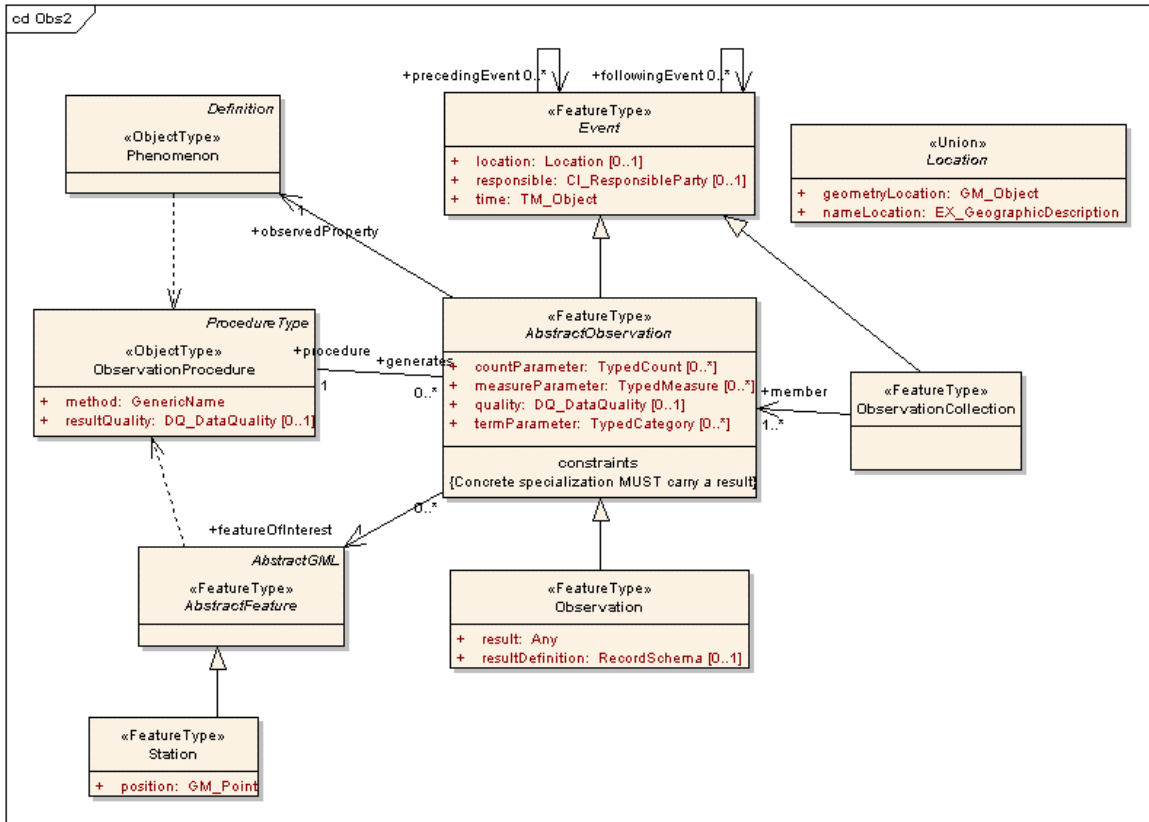 cd Obs2
+precedingEvent 0..*
+followingEvent 0..*
Definition
«ObjectType»
Phenomenon
«FeatureType»
Event
+ location: Location [0..1]
+ responsible: CI_ResponsibleParty [0..1]
+ time: TM_Object
«Union»
Location
+ geometryLocation: GM_Object
+ nameLocation: EX_GeographicDescription
1
+observedProperty
ProcedureType
«ObjectType»
ObservationProcedure
+ method: GenericName
+ resultQuality: DQ_DataQuality [0..1]
+procedure
1
+generates
0..*
«FeatureType»
AbstractObservation
+ countParameter: TypedCount [0..*]
+ measureParameter: TypedMeasure [0..*]
+ quality: DQ_DataQuality [0..1]
+ termParameter: TypedCategory [0..*]
constraints
{Concrete specialization MUST carry a result}
+member
1..*
«FeatureType»
ObservationCollection
0..*
+featureOfInterest
AbstractGML
«FeatureType»
AbstractFeature
«FeatureType»
Observation
+ result: Any
+ resultDefinition: RecordSchema [0..1]
«FeatureType»
Station
+ position: GM_Point